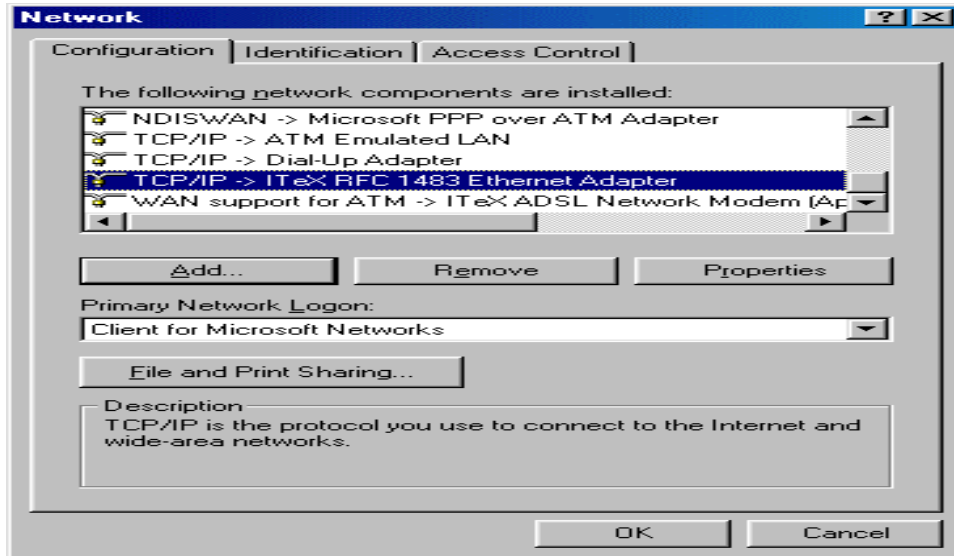 Network
Configuration Identification Access Control
The following network components are installed:
NDISWAN -> Microsoft PPP over ATM Adapter
TCP/IP -> ATM Emulated LAN
TCP/IP -> Dial-Up Adapter
TCP/IP -> ITeX RFC 1483 Ethernet Adapter
WAN support for ATM -> ITeX ADSL Network Modem (Ap
Add... Remove Properties
Primary Network Logon:
Client for Microsoft Networks
File and Print Sharing...
Description
TCP/IP is the protocol you use to connect to the Internet and
wide-area networks.
OK Cancel